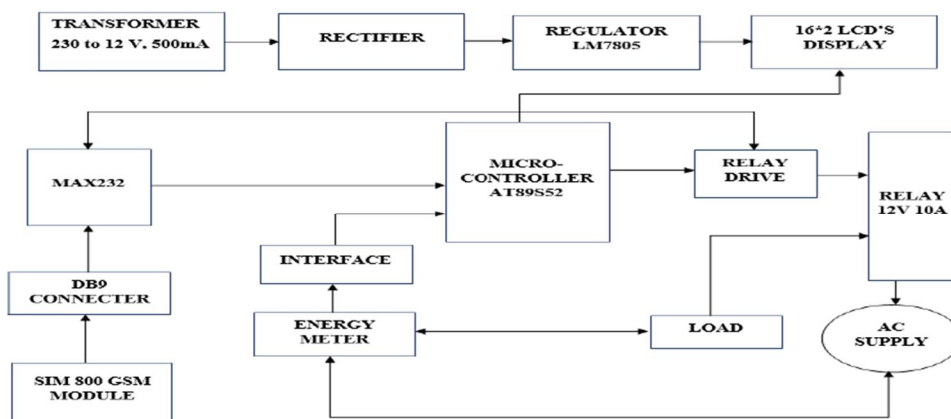 TRANSFORMER
230 to 12 V. 500mA
RECTIFIER
REGULATOR
LM7805
16*2 LCD'S
DISPLAY
MAX232
MICRO-
CONTROLLER
AT89S52
RELAY
DRIVE
RELAY
12V 10A
INTERFACE
DB9
CONNECTER
ENERGY
METER
LOAD
AC
SUPPLY
SIM 800 GSM
MODULE